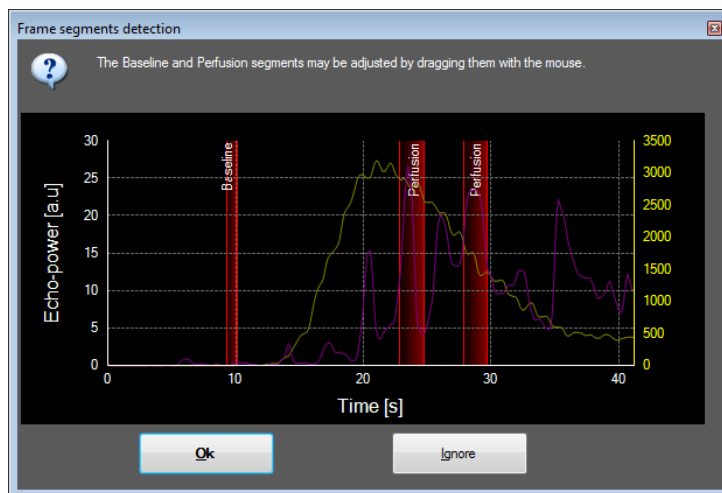 Frame segments detection
The Baseline and Perfusion segments may be adjusted by dragging them with the mouse.
30
25
20
15
10
5
0
Echo-power [a.u]
Baseline
Perfusion
Perfusion
3500
3000
2500
2000
1500
1000
500
0
0 10 20 30 40
Time [s]
Ok
Ignore